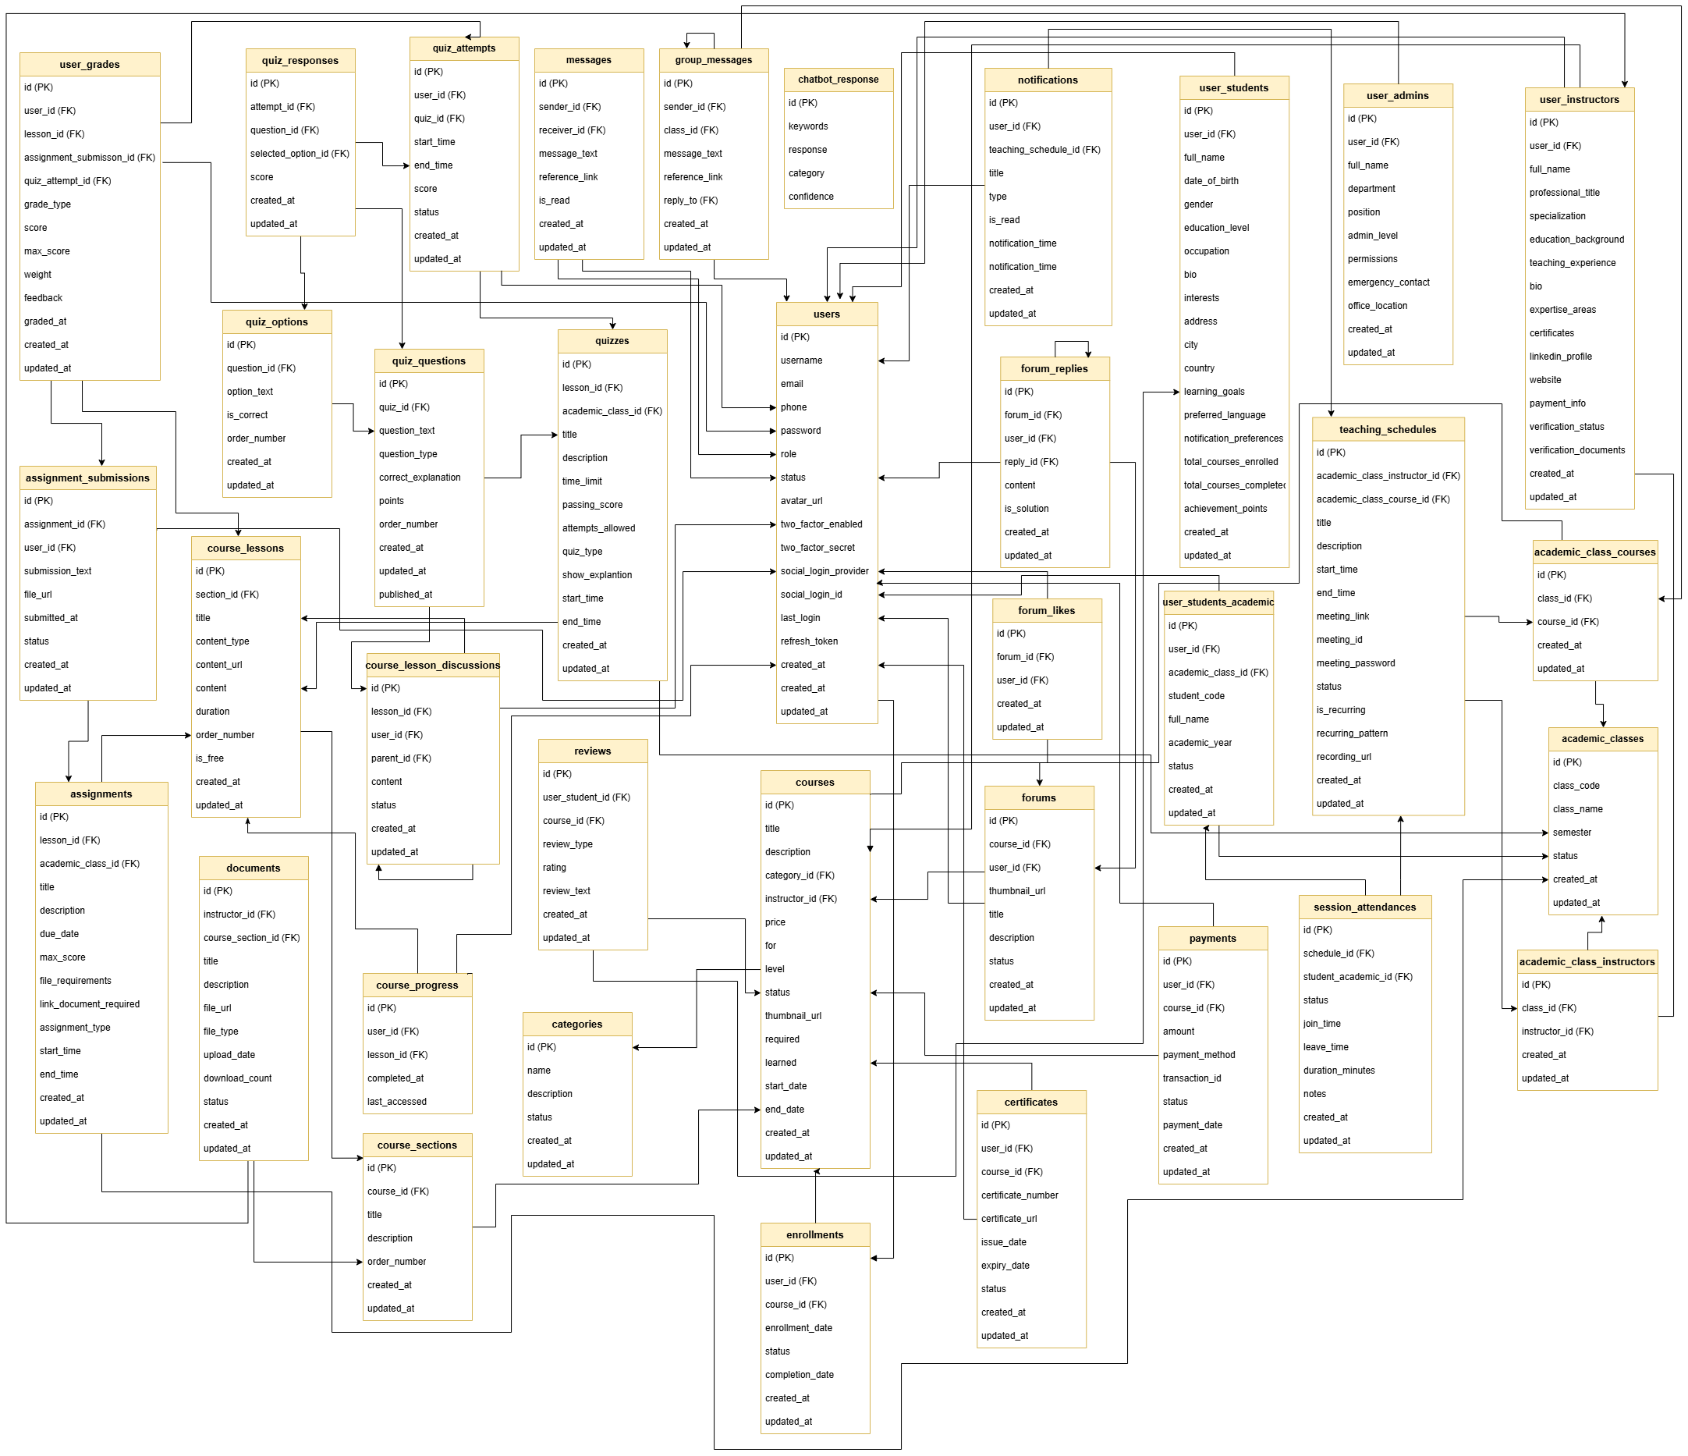 user_grades
id (PK)
user_id (FK)
lesson_id (FK)
assignment_submisson_id (FK)
quiz_attempt_id (FK)
grade_type
score
max_score
weight
feedback
graded_at
created_at
updated_at
quiz_responses
id (PK)
attempt_id (FK)
question_id (FK)
selected_option_id (FK)
score
created_at
updated_at
quiz_attempts
id (PK)
user_id (FK)
quiz_id (FK)
start_time
end_time
score
status
created_at
updated_at
messages
id (PK)
sender_id (FK)
receiver_id (FK)
message_text
reference_link
is_read
created_at
updated_at
group_messages
id (PK)
sender_id (FK)
class_id (FK)
message_text
reference_link
reply_to (FK)
created_at
updated_at
chatbot_response
id (PK)
keywords
response
category
confidence
notifications
id (PK)
user_id (FK)
teaching_schedule_id (FK)
title
type
is_read
notification_time
notification_time
created_at
updated_at
user_students
id (PK)
user_id (FK)
full_name
date_of_birth
gender
education_level
occupation
bio
interests
address
city
country
learning_goals
preferred_language
notification_preferences
total_courses_enrolled
total_courses_completed
achievement_points
created_at
updated_at
user_admins
id (PK)
user_id (FK)
full_name
department
position
admin_level
permissions
emergency_contact
office_location
created_at
updated_at
user_instructors
id (PK)
user_id (FK)
full_name
professional_title
specialization
education_background
teaching_experience
bio
expertise_areas
certificates
linkedin_profile
website
payment_info
verification_status
verification_documents
created_at
updated_at
quiz_options
id (PK)
question_id (FK)
option_text
is_correct
order_number
created_at
updated_at
quiz_questions
id (PK)
quiz_id (FK)
question_text
question_type
correct_explanation
points
order_number
created_at
updated_at
published_at
quizzes
id (PK)
lesson_id (FK)
academic_class_id (FK)
title
description
time_limit
passing_score
attempts_allowed
quiz_type
show_explantion
start_time
end_time
created_at
updated_at
users
id (PK)
username
email
phone
password
role
status
avatar_url
two_factor_enabled
two_factor_secret
social_login_provider
social_login_id
last_login
refresh_token
created_at
created_at
updated_at
forum_replies
id (PK)
forum_id (FK)
user_id (FK)
reply_id (FK)
content
is_solution
created_at
updated_at
teaching_schedules
id (PK)
academic_class_instructor_id (FK)
academic_class_course_id (FK)
title
description
start_time
end_time
meeting_link
meeting_id
meeting_password
status
is_recurring
recurring_pattern
recording_url
created_at
updated_at
assignment_submissions
id (PK)
assignment_id (FK)
user_id (FK)
submission_text
file_url
submitted_at
status
created_at
updated_at
course_lessons
id (PK)
section_id (FK)
title
content_type
content_url
content
duration
order_number
is_free
created_at
updated_at
course_lesson_discussions
id (PK)
lesson_id (FK)
user_id (FK)
parent_id (FK)
content
status
created_at
updated_at
forum_likes
id (PK)
forum_id (FK)
user_id (FK)
created_at
updated_at
user_students_academic
id (PK)
user_id (FK)
academic_class_id (FK)
student_code
full_name
academic_year
status
created_at
updated_at
academic_class_courses
id (PK)
class_id (FK)
course_id (FK)
created_at
updated_at
academic_classes
id (PK)
class_code
class_name
semester
status
created_at
updated_at
assignments
id (PK)
lesson_id (FK)
academic_class_id (FK)
title
description
due_date
max_score
file_requirements
link_document_required
assignment_type
start_time
end_time
created_at
updated_at
documents
id (PK)
instructor_id (FK)
course_section_id (FK)
title
description
file_url
file_type
upload_date
download_count
status
created_at
updated_at
reviews
id (PK)
user_student_id (FK)
course_id (FK)
review_type
rating
review_text
created_at
updated_at
courses
id (PK)
title
description
category_id (FK)
instructor_id (FK)
price
for
level
status
thumbnail_url
required
learned
start_date
end_date
created_at
updated_at
forums
id (PK)
course_id (FK)
user_id (FK)
thumbnail_url
title
description
status
created_at
updated_at
session_attendances
id (PK)
schedule_id (FK)
student_academic_id (FK)
status
join_time
leave_time
duration_minutes
notes
created_at
updated_at
academic_class_instructors
id (PK)
class_id (FK)
instructor_id (FK)
created_at
updated_at
payments
id (PK)
user_id (FK)
course_id (FK)
amount
payment_method
transaction_id
status
payment_date
created_at
updated_at
course_progress
id (PK)
user_id (FK)
lesson_id (FK)
completed_at
last_accessed
categories
id (PK)
name
description
status
created_at
updated_at
certificates
id (PK)
user_id (FK)
course_id (FK)
certificate_number
certificate_url
issue_date
expiry_date
status
created_at
updated_at
course_sections
id (PK)
course_id (FK)
title
description
order_number
created_at
updated_at
enrollments
id (PK)
user_id (FK)
course_id (FK)
enrollment_date
status
completion_date
created_at
updated_at